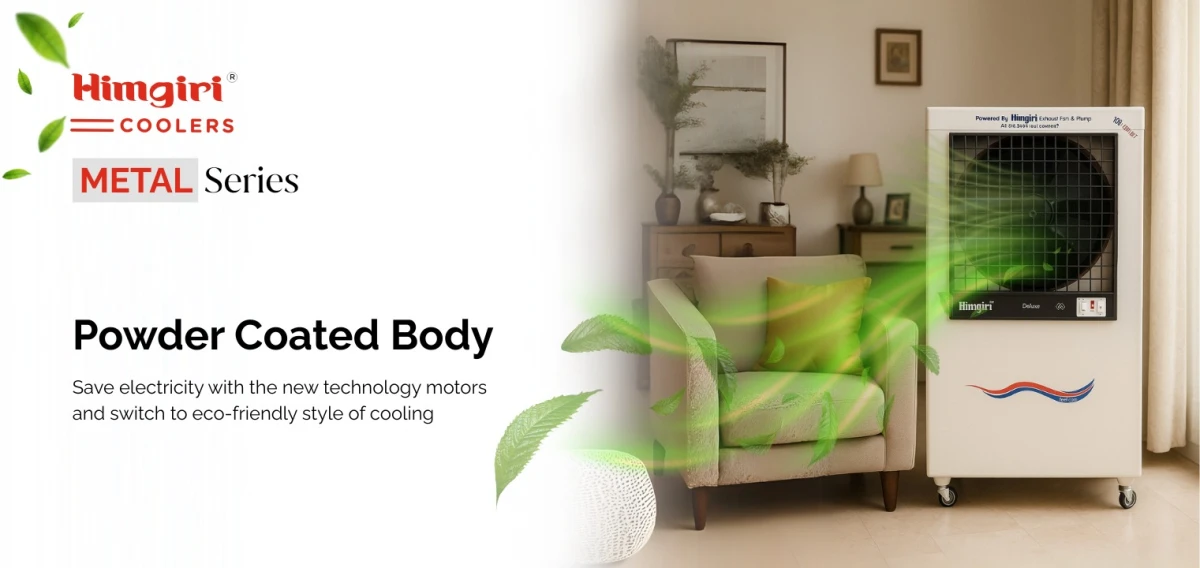 Himgiri ®
COOLERS
METAL Series
Powder Coated Body
Save electricity with the new technology motors
and switch to eco-friendly style of cooling
Powered By Himgiri Exhaust Fan & Pump
Himgiri Deluxe